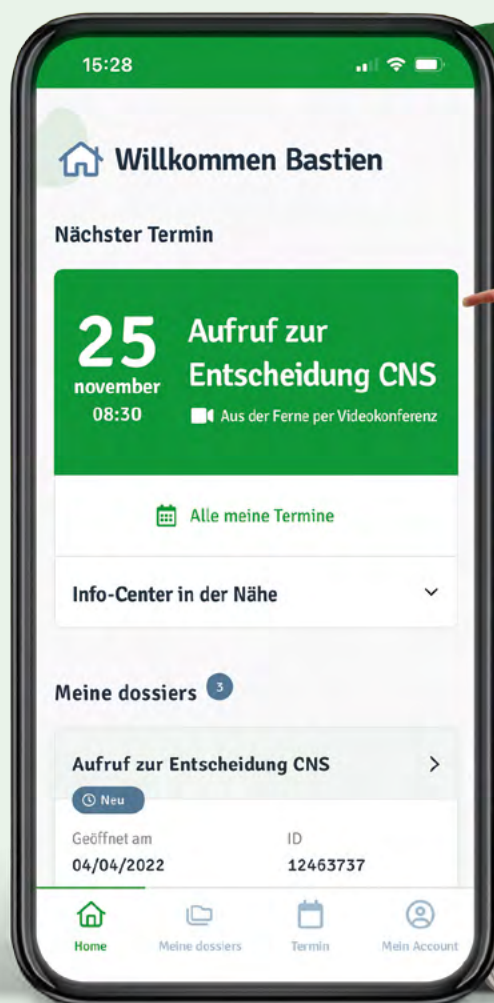 15:28
Willkommen Bastien
Nächster Termin
25
november
08:30
Aufruf zur
Entscheidung CNS
Aus der Ferne per Videokonferenz
Alle meine Termine
Info-Center in der Nähe
Meine dossiers 3
Aufruf zur Entscheidung CNS
Neu
Geöffnet am
04/04/2022
ID
12463737
Home
Meine dossiers
Termin
Mein Account